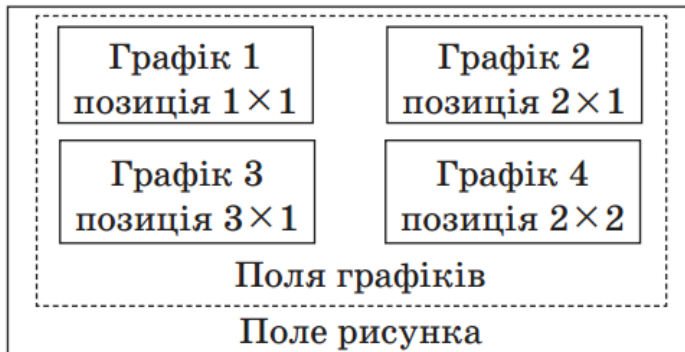 Графік 1
позиція 1×1
Графік 2
позиція 2×1
Графік 3
позиція 3×1
Графік 4
позиція 2×2
Поля графіків
Поле рисунка